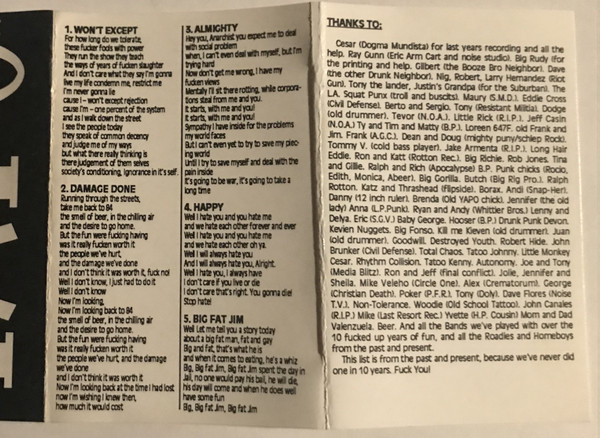 1. WON'T EXCEPT
For how long do we tolerate,
these fucker fools with power
They run the show they teach
the ways of years of fucken slaughter
And I don't care what they say I'm gonna
live my life condemn my, restrict me
I'm never gonna lie
cause I – won't except rejection
cause I'm – one percent of the system
and as I walk down the street
I see the people today
they speak of common decency
and judge me of my ways
but what there really thinking is
there judgement of them selves
society's conditioning, ignorance in it's self.
2. DAMAGE DONE
Running through the streets,
take me back to 84
the smell of beer, in the chilling air
and the desire to go home.
But the fun were fucking having
was it really fucken worth it
the people we've hurt,
and the damage we've done
and I don't think it was worth it, fuck no!
Well I don't know, I just had to do it
Well I don't know
Now I'm looking,
Now I'm looking back to 84
the smell of beer, in the chilling air
and the desire to go home.
But the fun were fucking having
was it really fucken worth it
the people we've hurt, and the damage
we've done
and I don't think it was worth it
Now I'm looking back at the time I had lost
now I'm wishing I knew then,
how much it would cost
3. ALMIGHTY
Hey you, Anarchist you expect me to deal
with social problem
when, I can't even deal with myself, but I'm
trying hard
Now don't get me wrong, I have my
fucken views
Mentally I'll sit there rotting, while corpora-
tions steal from me and you.
it starts with me and you!
it starts, with me and you!
Sympathy I have inside for the problems
my world faces
But I can't even yet to try to save my piec-
ing world
Until I try to save myself and deal with the
pain inside
It's going to be war, it's going to take a
long time
4. HAPPY
Well I hate you and you hate me
and we hate each other forever and ever
Well I hate you and you hate me
and we hate each other oh ya.
Well I will always hate you
And I will always hate you, Alright.
Well I hate you, I always have
I don't care if you live or die
I don't care that's right. You gonna die!
Stop hate!
5. BIG FAT JIM
Well Let me tell you a story today
about a big fat man, fat and gay
Big and fat, that's what he is
and when it comes to eating, he's a whiz
Big, Big fat Jim, Big fat Jim spent the day in
Jail, no one would pay his bail, he will die,
his day will come and when he does well
have some fun
Big, Big fat Jim, Big fat Jim
THANKS TO:
Cesar (Dogma Mundista) for last years recording and all the
help. Ray Gunn (Eric Arm Cart and noise studio). Big Rudy (for
the printing and help. Gilbert (the Booze Bro Neighbor). Dave
(the other Drunk Neighbor). Nig, Robert, Larry Hernandez (Riot
Gun). Tony the lander, Justin's Grandpa (for the Suburban). The
L.A. Squat Punx (troll and buscits). Maury (S.M.D.). Eddie Cross
(Civil Defense). Berto and Sergio, Tony (Resistant Militia). Dodge
(old drummer). Trevor (N.O.A.). Little Rick (R.I.P.). Jeff Casin
(N.O.A.) Ty and Tim and Matty (B.P.). Loreen 647F. old Frank and
Jim. Frank (A.G.C.). Dean and Doug (mighty puny/schiep Rock).
Tommy V. (cold bass player). Jake Armenta (R.I.P.). Long Hair
Eddie. Ron and Katt (Rotton Rec.). Big Richie. Rob Jones, Tina
and Gillie. Ralph and Rich (Apocalypse) B.P. Punk chicks (Rocio,
Edith, Monica, Abeer). Big Gorilla. Butch (Big Rig Pro.). Ralph
Rotton. Katz and Thrashead (flipside). Borax. Andi (Snap-Her).
Danny (12 inch ruler). Brenda (Old YAPO chick). Jennifer (the old
lady) Anna (L.P.Punk). Ryan and Andy (Whittier Bros.) Lenny and
Delya. Eric (S.G.V.) Baby George. Hooser (B.P.) Drunk Punk Devon.
Kevien Nuggets. Big Fonso. Kill me Kieven (old drummer). Juan
(old drummer). Goodwill. Destroyed Youth. Robert Hide. John
Brunker (Civil Defense). Total Chaos. Tatoo Johnny. Little Monkey
Cesar. Rhythm Collision. Tatoo Kenny. Autonomy. Joe and Tony
(Media Blitz). Ron and Jeff (final conflict). Jolie, Jennifer and
Sheila. Mike Veleho (Circle One). Alex (Crematorum). George
(Christian Death). Poker (P.F.R.). Tony (Doly). Dave Flores (Noise
T.V.). Non-Tolerance. Woodie (Old School Tattoo). John Canales
(R.I.P.) Mike (Last Resort Rec.) Yvette (H.P. Cousin) Mom and Dad
Valenzuela. Beer. And all the Bands we've played with over the
10 fucked up years of fun, and all the Roadies and Homeboys
from the past and present.
This list is from the past and present, because we've never did
one in 10 years. Fuck You!